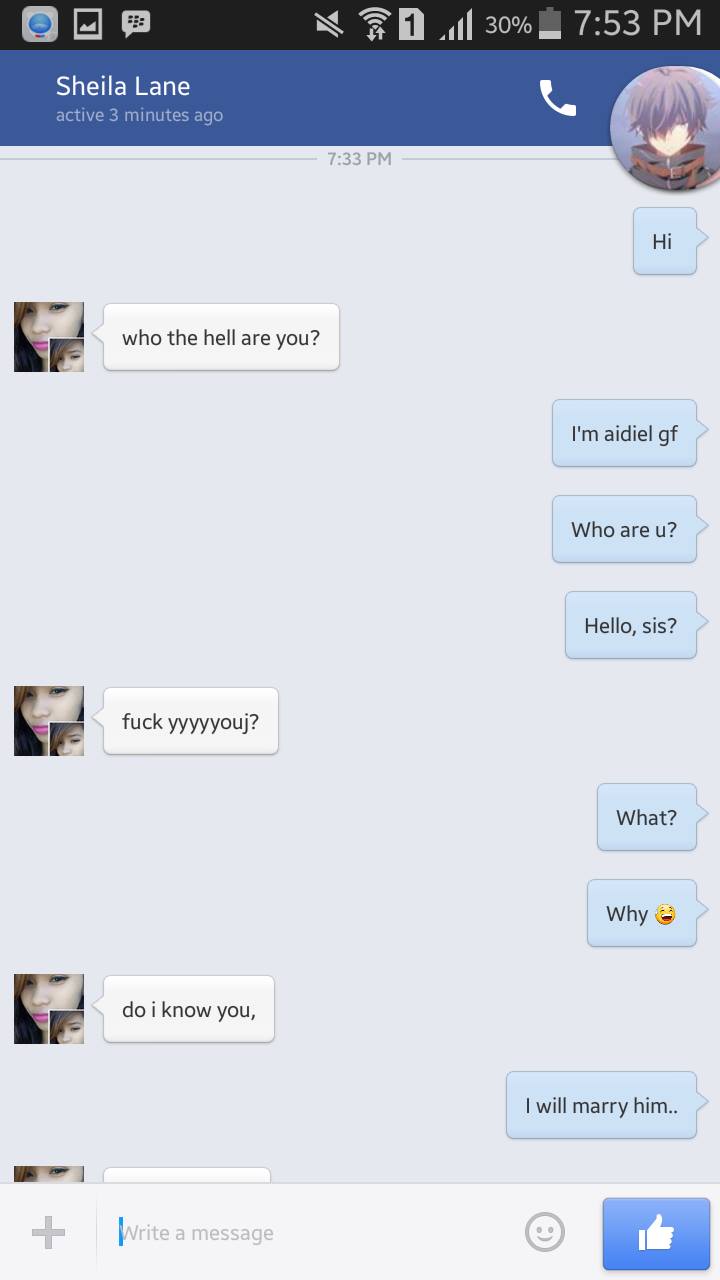 1 30% 7:53 PM
Sheila Lane
active 3 minutes ago
7:33 PM
Hi
who the hell are you?
I'm aidiel gf
Who are u?
Hello, sis?
fuck yyyyyouj?
What?
Why 😅
do i know you,
I will marry him..
Write a message